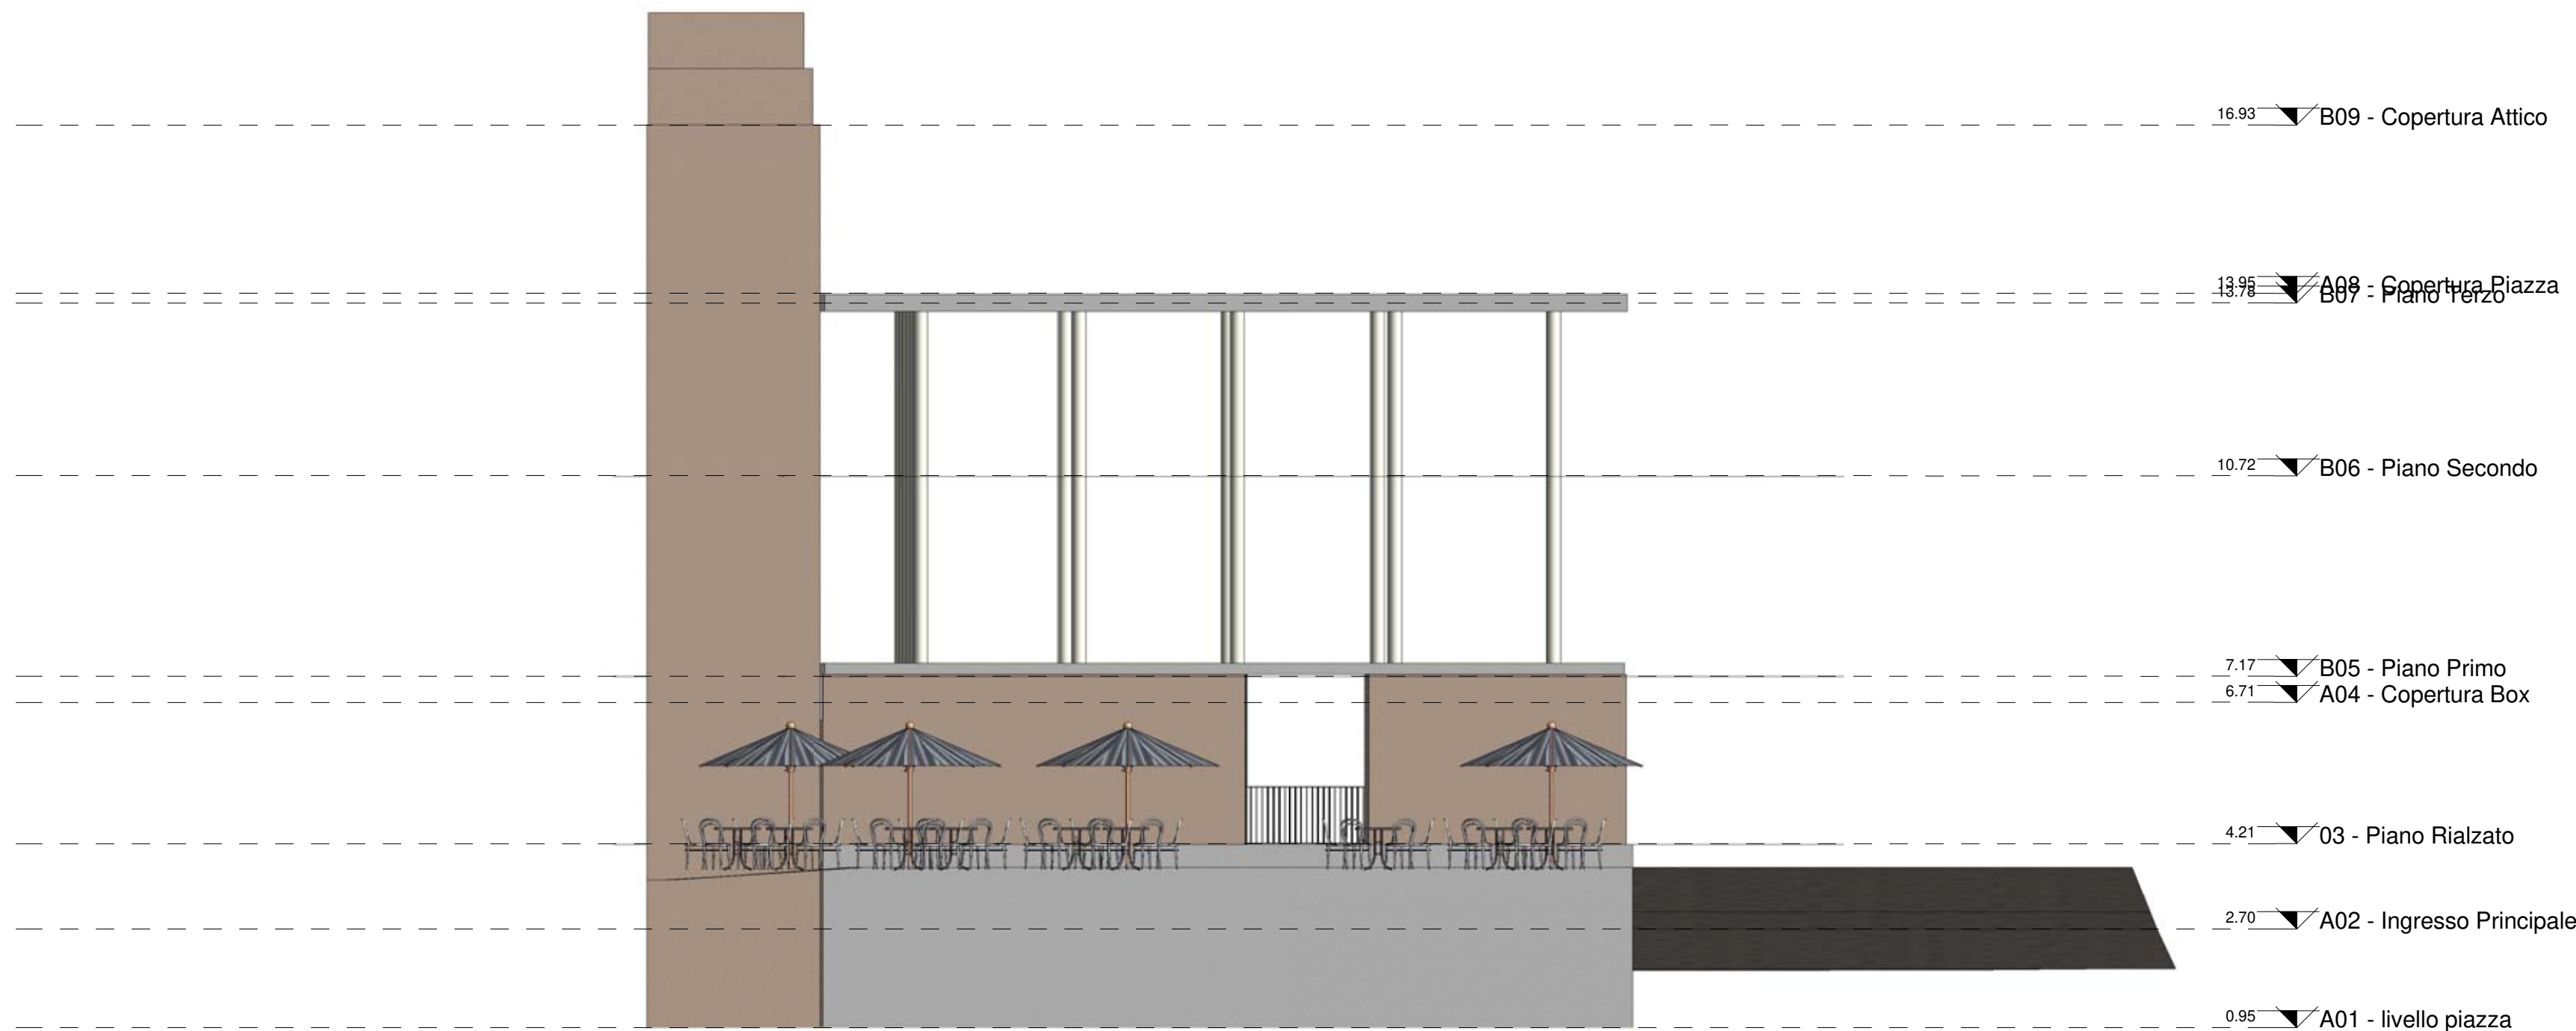 16.93 B09 - Copertura Attico
13.95 A08 - Copertura Piazza
13.78 B07 - Piano Terzo
10.72 B06 - Piano Secondo
7.17 B05 - Piano Primo
6.71 A04 - Copertura Box
4.21 03 - Piano Rialzato
2.70 A02 - Ingresso Principale
0.95 A01 - livello piazza